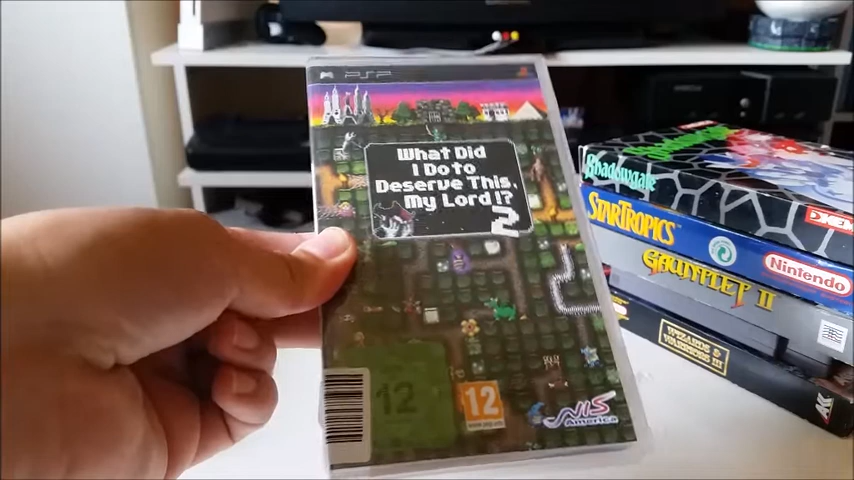 PSP
What Did
I Do to
Deserve This,
My Lord!?
2
12
12
NIS
AMERICA
Shadowgate
STARTROPICS
KEMCO
Nintendo
Gauntlet II
WIZARDS &
WARRIORS III